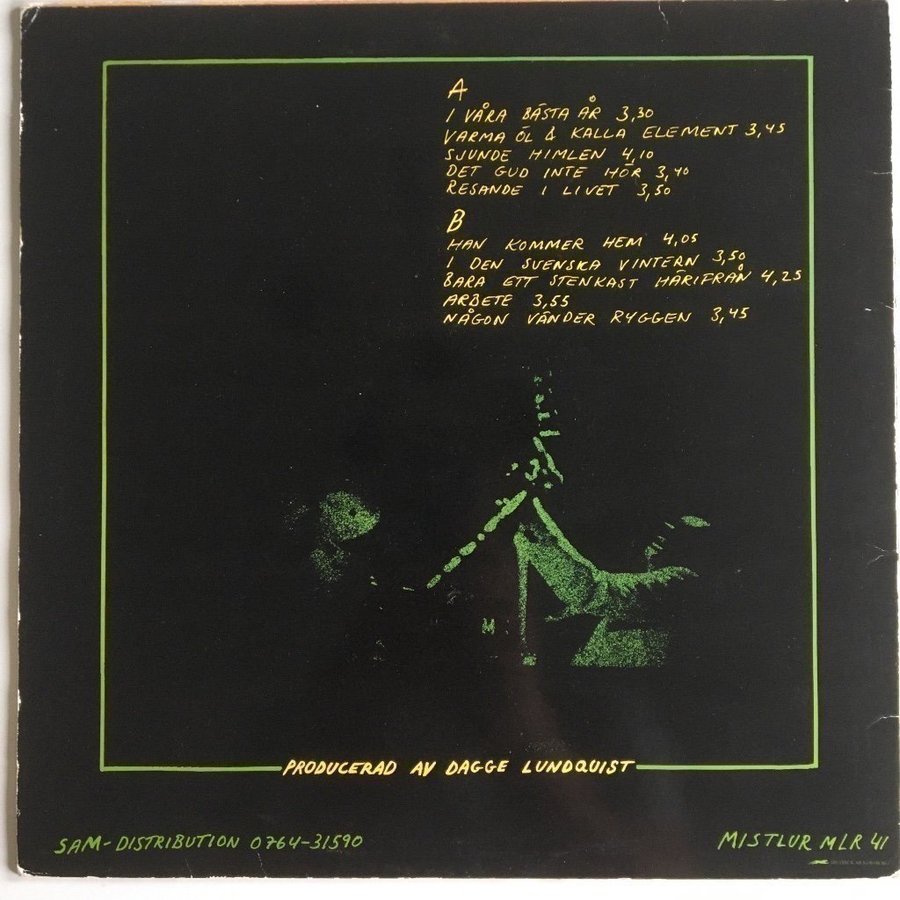 A
I VÅRA BÄSTA ÅR 3,30
VARMA ÖL & KALLA ELEMENT 3,45
SJUNDE HIMLEN 4,10
DET GUD INTE HÖR 3,40
RESANDE I LIVET 3,50
B
HAN KOMMER HEM 4,05
I DEN SVENSKA VINTERN 3,50
BARA ETT STENKAST HÄRIFRÅN 4,25
ARBETE 3,55
NÅGON VÄNDER RYGGEN 3,45
PRODUCERAD AV DAGGE LUNDQUIST
SAM-DISTRIBUTION 0764-31590
MISTLUR MLR 41